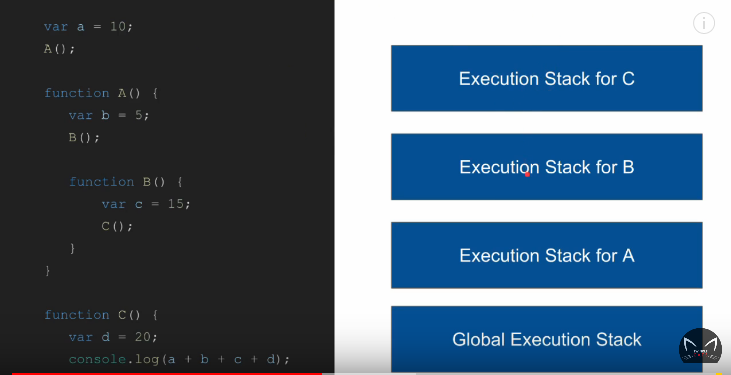 var a = 10;
A();
function A() {
var b = 5;
B();
function B() {
var c = 15;
C();
}
}
function C() {
var d = 20;
console.log(a + b + c + d);
Execution Stack for C
Execution Stack for B
Execution Stack for A
Global Execution Stack